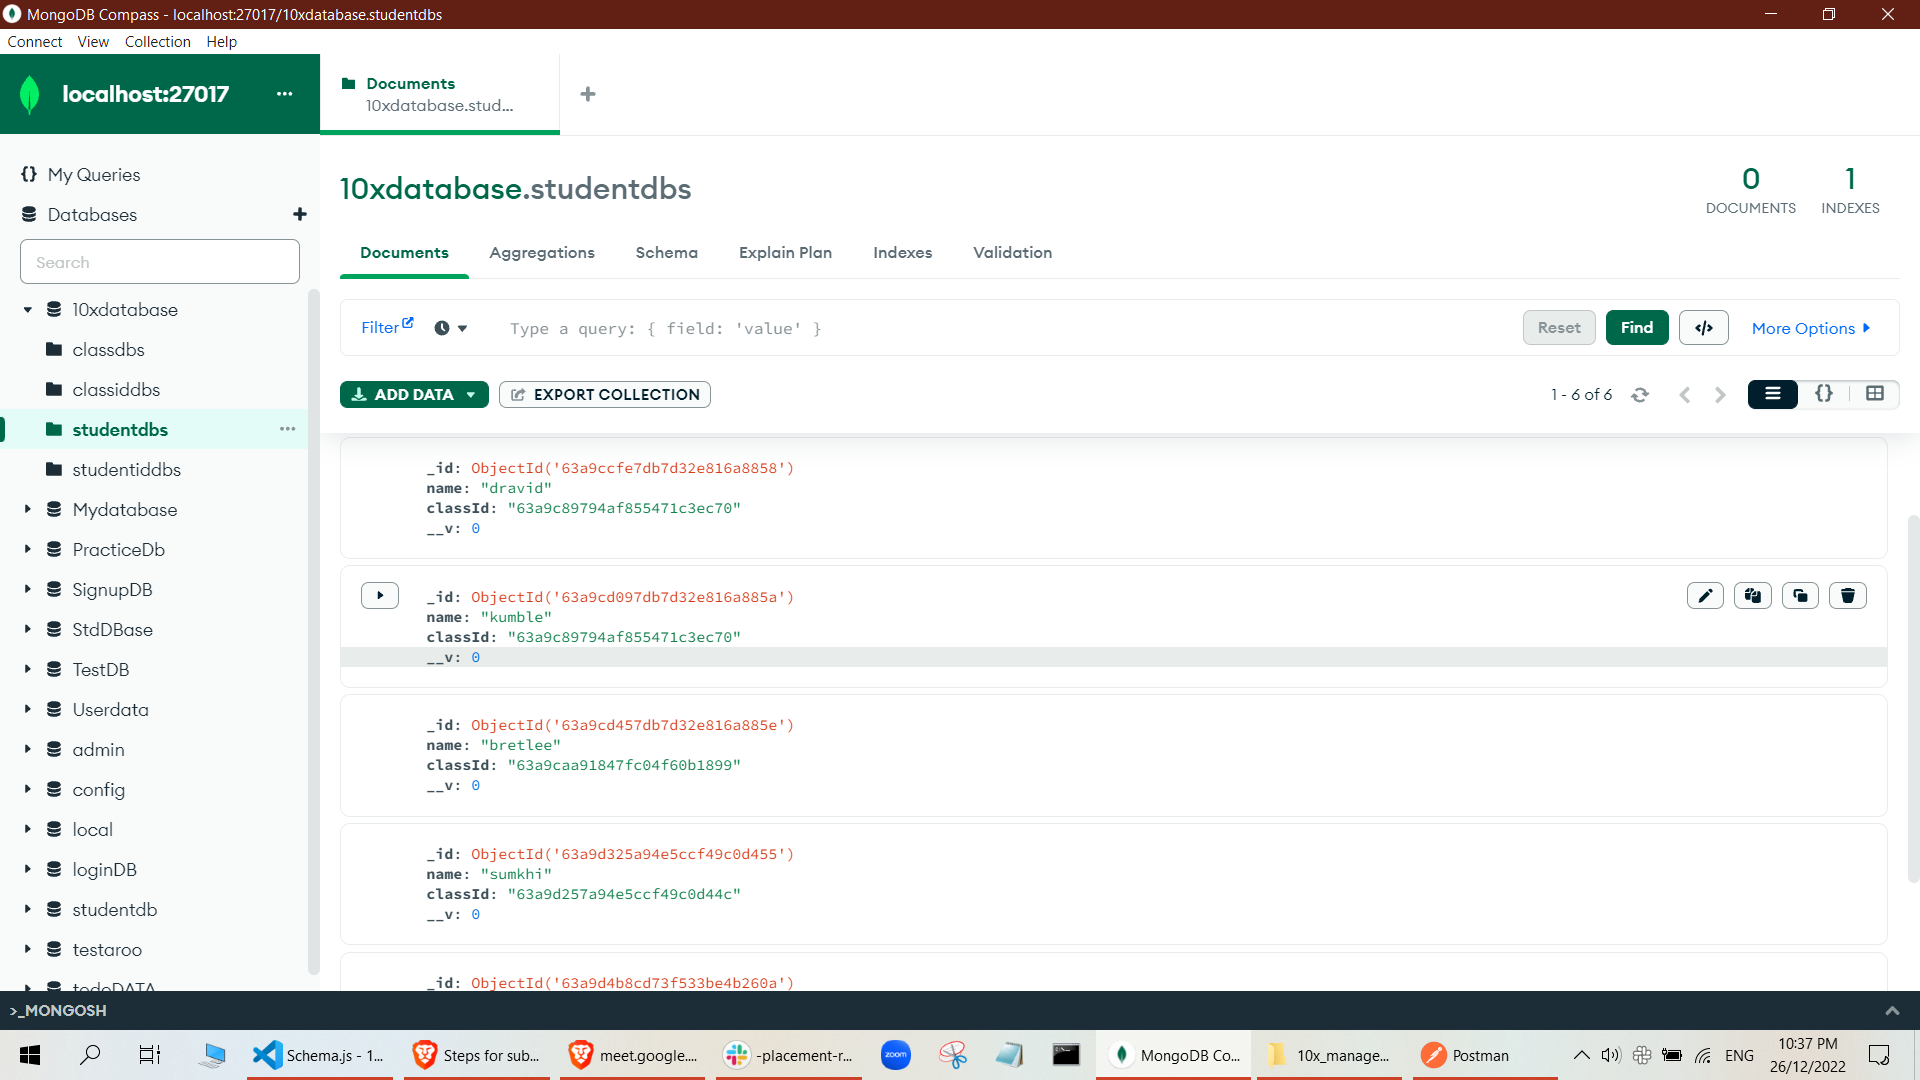 MongoDB Compass - localhost:27017/10xdatabase.studentdbs
Connect View Collection Help
localhost:27017 ...
Documents
10xdatabase.stud...
My Queries
Databases
Search
10xdatabase
classdbs
classiddbs
studentdbs
studentiddbs
Mydatabase
PracticeDb
SignupDB
StdDBase
TestDB
Userdata
admin
config
local
loginDB
studentdb
testaroo
todoDATA
10xdatabase.studentdbs
0
DOCUMENTS
1
INDEXES
Documents Aggregations Schema Explain Plan Indexes Validation
Filter Type a query: { field: 'value' } Reset Find </> More Options
ADD DATA EXPORT COLLECTION 1 - 6 of 6 {}
_id: ObjectId('63a9ccfe7db7d32e816a8858')
name: "dravid"
classId: "63a9c89794af855471c3ec70"
__v: 0
_id: ObjectId('63a9cd097db7d32e816a885a')
name: "kumble"
classId: "63a9c89794af855471c3ec70"
__v: 0
_id: ObjectId('63a9cd457db7d32e816a885e')
name: "bretlee"
classId: "63a9caa91847fc04f60b1899"
__v: 0
_id: ObjectId('63a9d325a94e5ccf49c0d455')
name: "sumkhi"
classId: "63a9d257a94e5ccf49c0d44c"
__v: 0
_id: ObjectId('63a9d4b8cd73f533be4b260a')
>_MONGOSH
Schema.js - 1... Steps for sub... meet.google.... -placement-r... zoom MongoDB Co... 10x_manage... Postman ENG 10:37 PM
26/12/2022